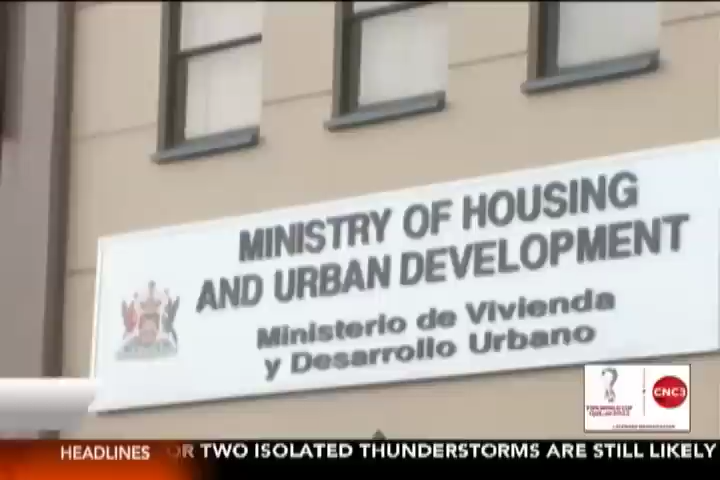 MINISTRY OF HOUSING
AND URBAN DEVELOPMENT
Ministerio de Vivienda
y Desarrollo Urbano
CNC3
HEADLINES
OR TWO ISOLATED THUNDERSTORMS ARE STILL LIKELY